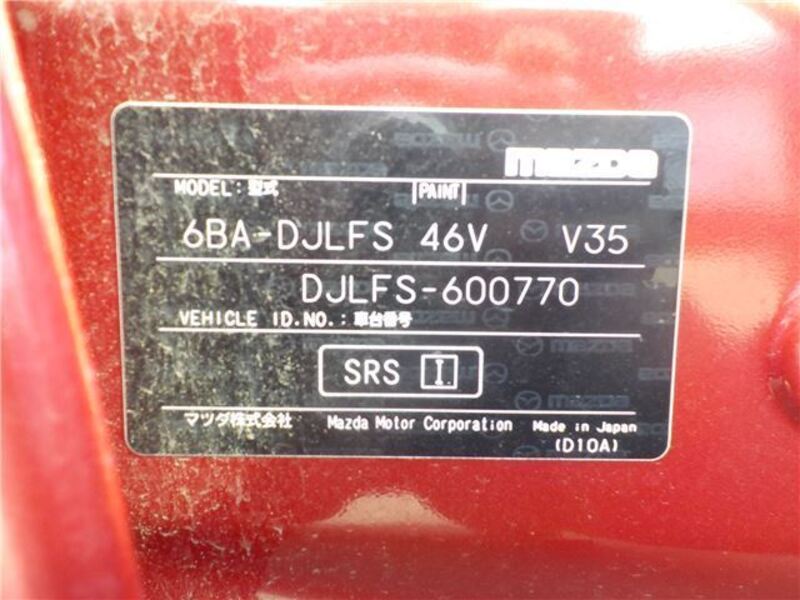 mazda
MODEL:型式 PAINT
6BA-DJLFS 46V V35
DJLFS-600770
VEHICLE ID.NO.:車台番号
SRS I
マツダ株式会社 Mazda Motor Corporation Made in Japan
(D10A)